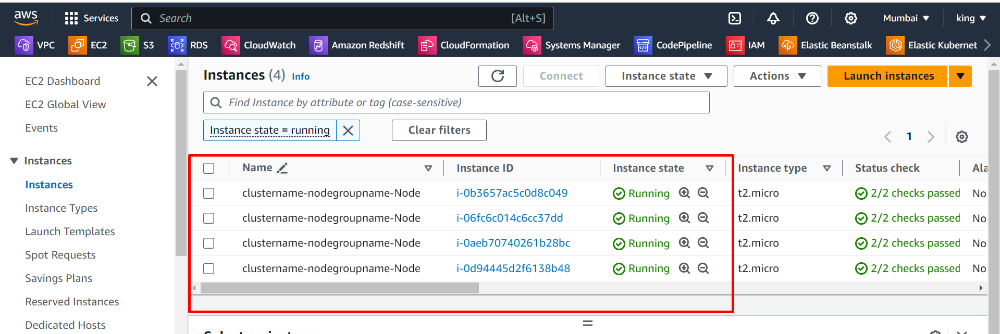 aws Services Search [Alt+S] Mumbai king
VPC EC2 S3 RDS CloudWatch Amazon Redshift CloudFormation Systems Manager CodePipeline IAM Elastic Beanstalk Elastic Kubernet
EC2 Dashboard
EC2 Global View
Events
Instances
Instances
Instance Types
Launch Templates
Spot Requests
Savings Plans
Reserved Instances
Dedicated Hosts
Instances (4) Info Connect Instance state Actions Launch instances
Find Instance by attribute or tag (case-sensitive)
Instance state = running Clear filters
1
Name Instance ID Instance state Instance type Status check Ala
clustername-nodegroupname-Node i-0b3657ac5c0d8c049 Running t2.micro 2/2 checks passed No
clustername-nodegroupname-Node i-06fc6c014c6cc37dd Running t2.micro 2/2 checks passed No
clustername-nodegroupname-Node i-0aeb70740261b28bc Running t2.micro 2/2 checks passed No
clustername-nodegroupname-Node i-0d94445d2f6138b48 Running t2.micro 2/2 checks passed No